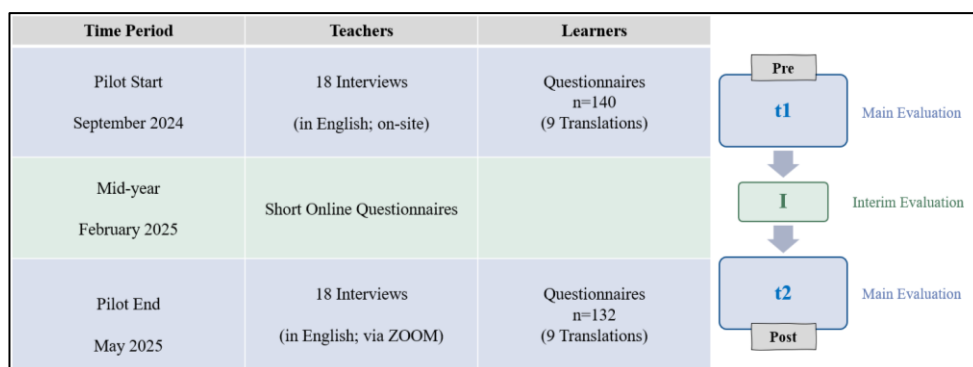 Time Period Teachers Learners
Pilot Start
September 2024
18 Interviews
(in English; on-site)
Questionnaires
n=140
(9 Translations)
Mid-year
February 2025
Short Online Questionnaires
Pilot End
May 2025
18 Interviews
(in English; via ZOOM)
Questionnaires
n=132
(9 Translations)
Pre
t1
Main Evaluation
I
Interim Evaluation
t2
Main Evaluation
Post